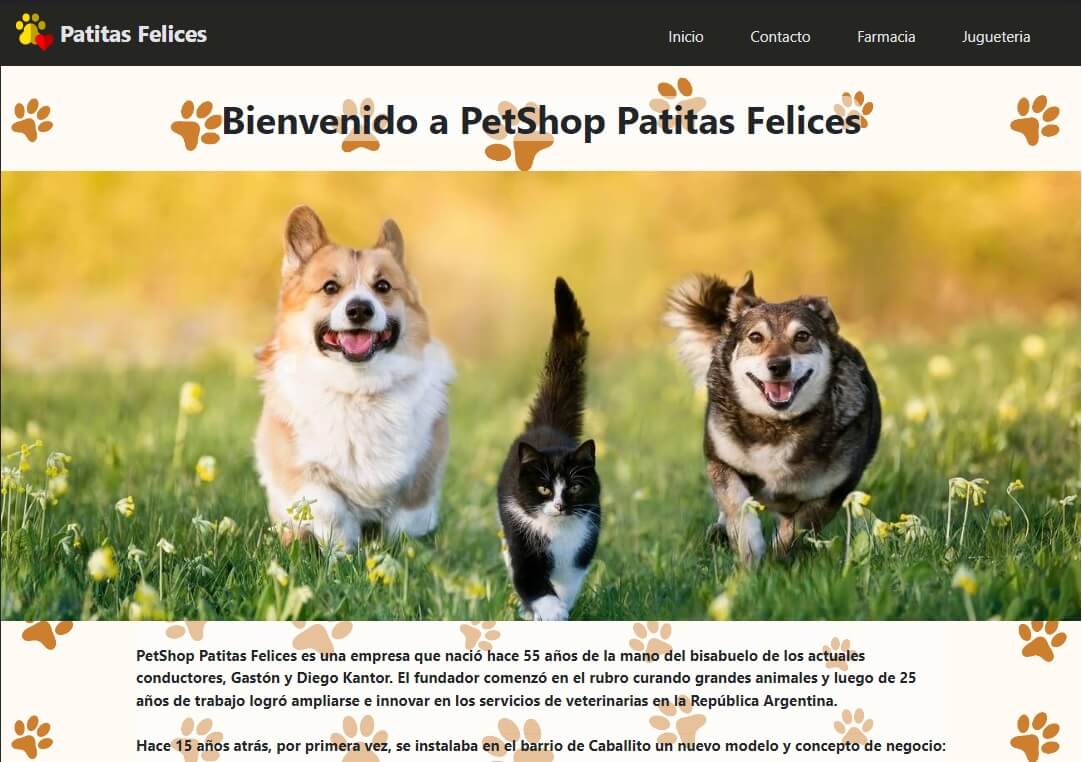 Patitas Felices
Inicio Contacto Farmacia Jugueteria
Bienvenido a PetShop Patitas Felices
PetShop Patitas Felices es una empresa que nació hace 55 años de la mano del bisabuelo de los actuales
conductores, Gastón y Diego Kantor. El fundador comenzó en el rubro curando grandes animales y luego de 25
años de trabajo logró ampliarse e innovar en los servicios de veterinarias en la República Argentina.
Hace 15 años atrás, por primera vez, se instalaba en el barrio de Caballito un nuevo modelo y concepto de negocio: